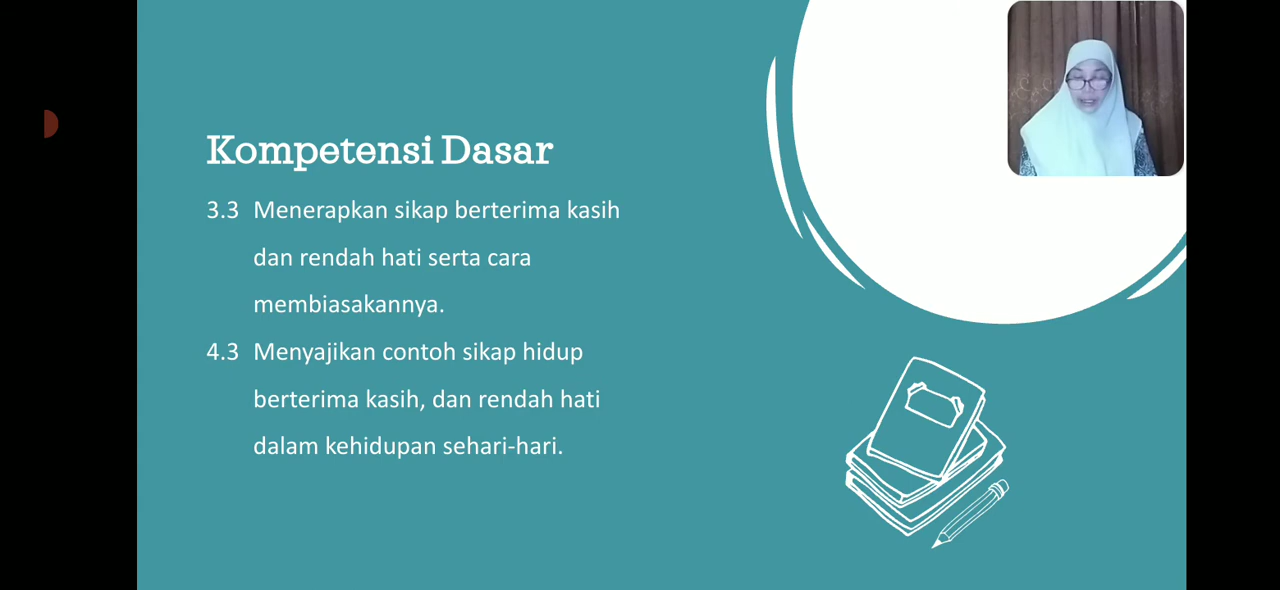 Kompetensi Dasar
3.3 Menerapkan sikap berterima kasih
dan rendah hati serta cara
membiasakannya.
4.3 Menyajikan contoh sikap hidup
berterima kasih, dan rendah hati
dalam kehidupan sehari-hari.